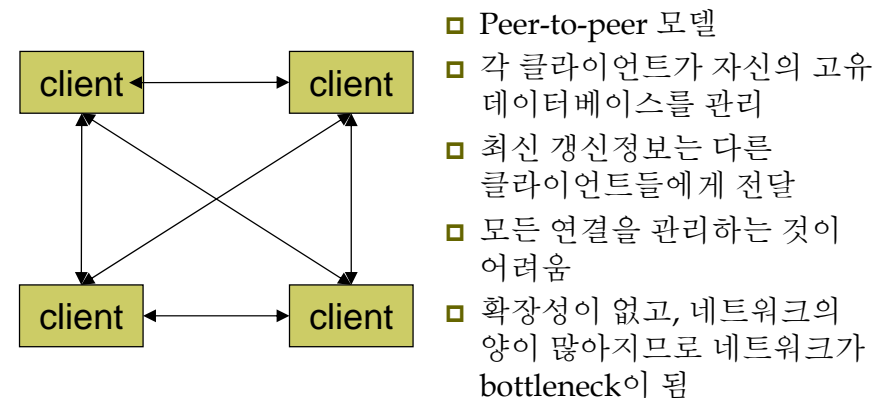 client
client
client
client
Peer-to-peer 모델
각 클라이언트가 자신의 고유
데이터베이스를 관리
최신 갱신정보는 다른
클라이언트들에게 전달
모든 연결을 관리하는 것이
어려움
확장성이 없고, 네트워크의
양이 많아지므로 네트워크가
bottleneck이 됨